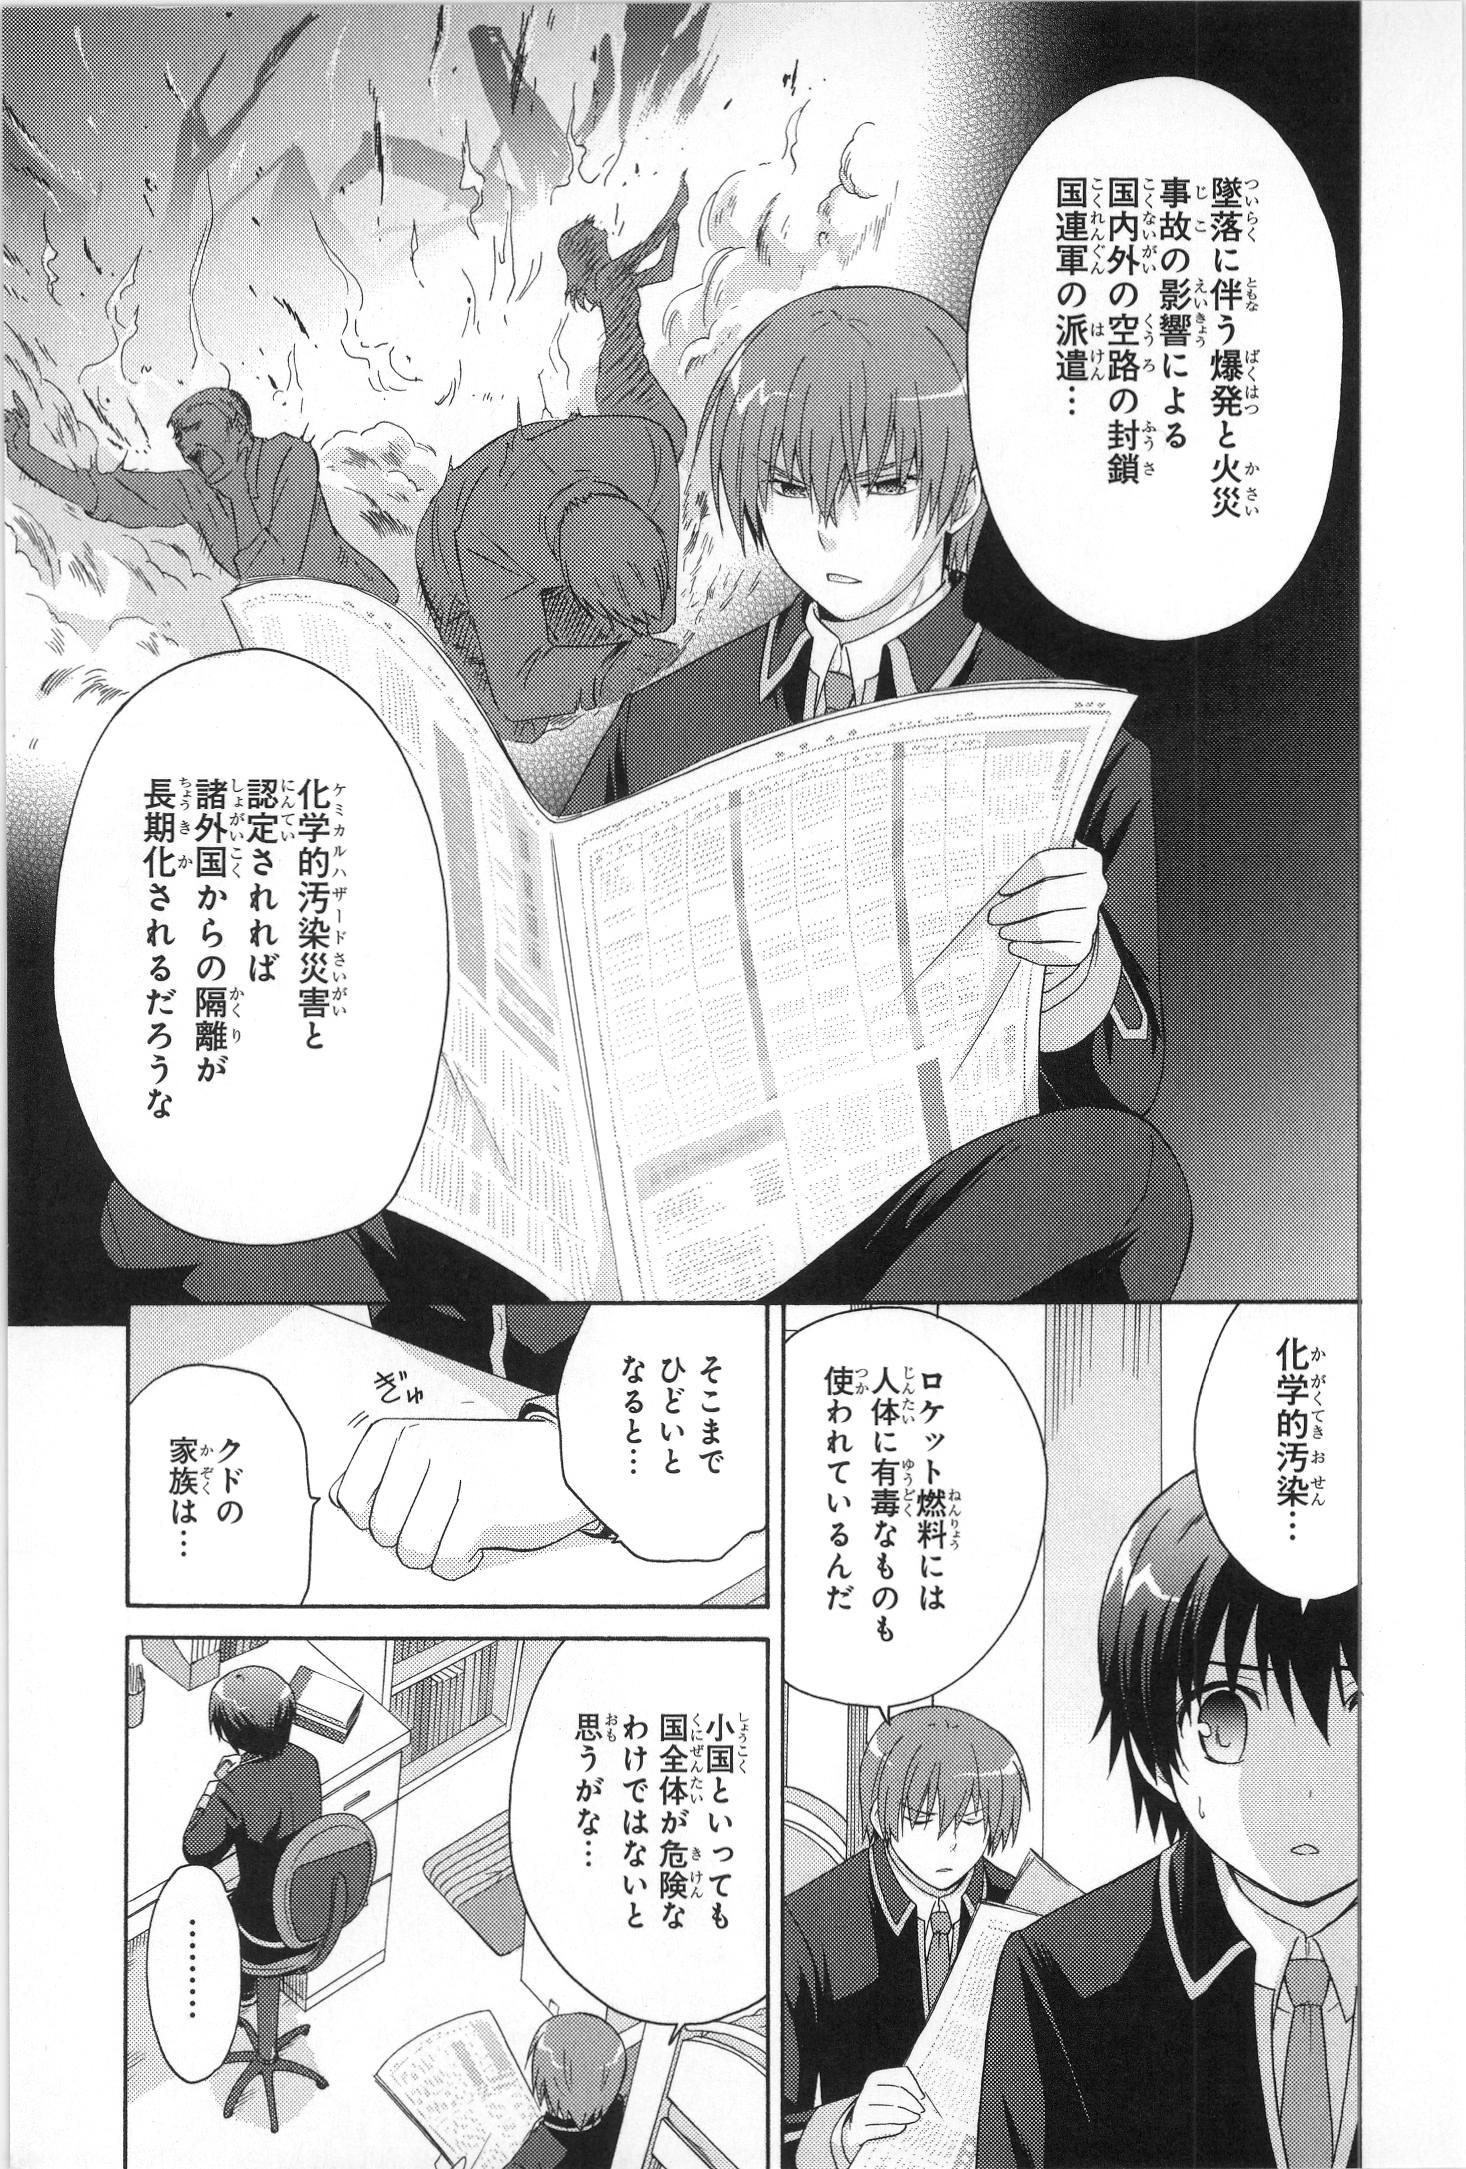 墜落に伴う爆発と火災
事故の影響による
国内外の空路の封鎖
国連軍の派遣…
化学的汚染災害と
認定されれば
諸外国からの隔離が
長期化されるだろうな
化学的汚染…
ロケット燃料には
人体に有毒なものも
使われているんだ
そこまで
ひどいと
なると…
ぎゅ
クドの
家族は…
小国といっても
国全体が危険な
わけではないと
思うがな…
………